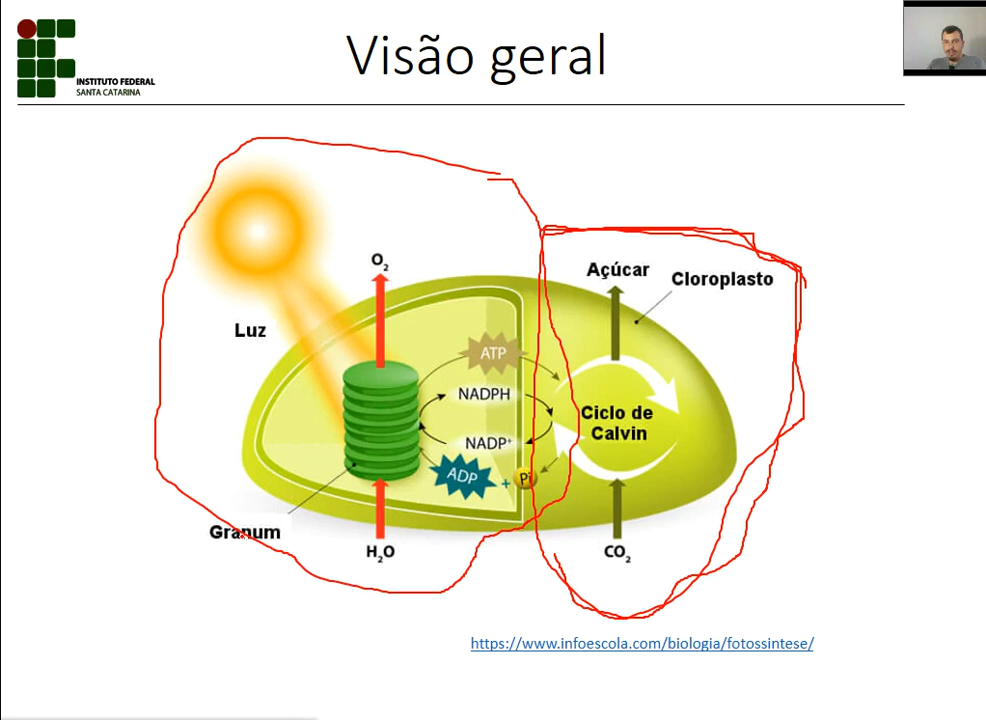 INSTITUTO FEDERAL
SANTA CATARINA
Visão geral
O₂
Açúcar
Cloroplasto
Luz
ATP
NADPH
Ciclo de
Calvin
NADP⁺
ADP
+
P
Granum
H₂O
CO₂
https://www.infoescola.com/biologia/fotossintese/